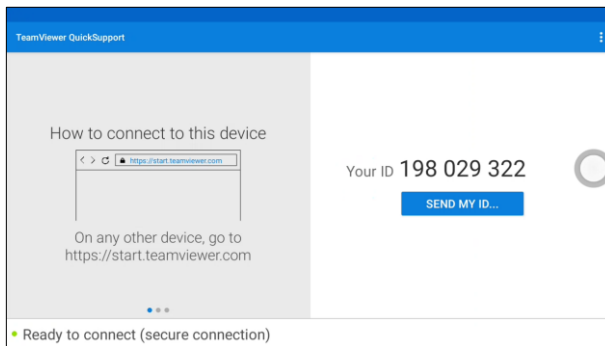 TeamViewer QuickSupport
How to connect to this device
https://start.teamviewer.com
On any other device, go to
https://start.teamviewer.com
Your ID 198 029 322
SEND MY ID...
Ready to connect (secure connection)